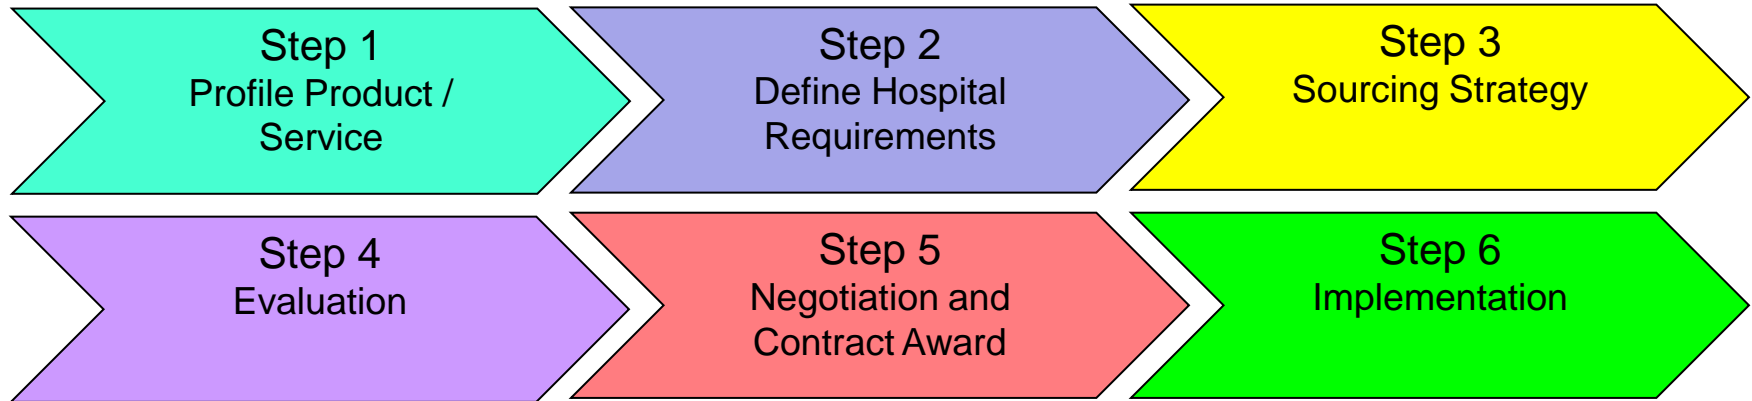 Step 1
Profile Product /
Service
Step 2
Define Hospital
Requirements
Step 3
Sourcing Strategy
Step 4
Evaluation
Step 5
Negotiation and
Contract Award
Step 6
Implementation